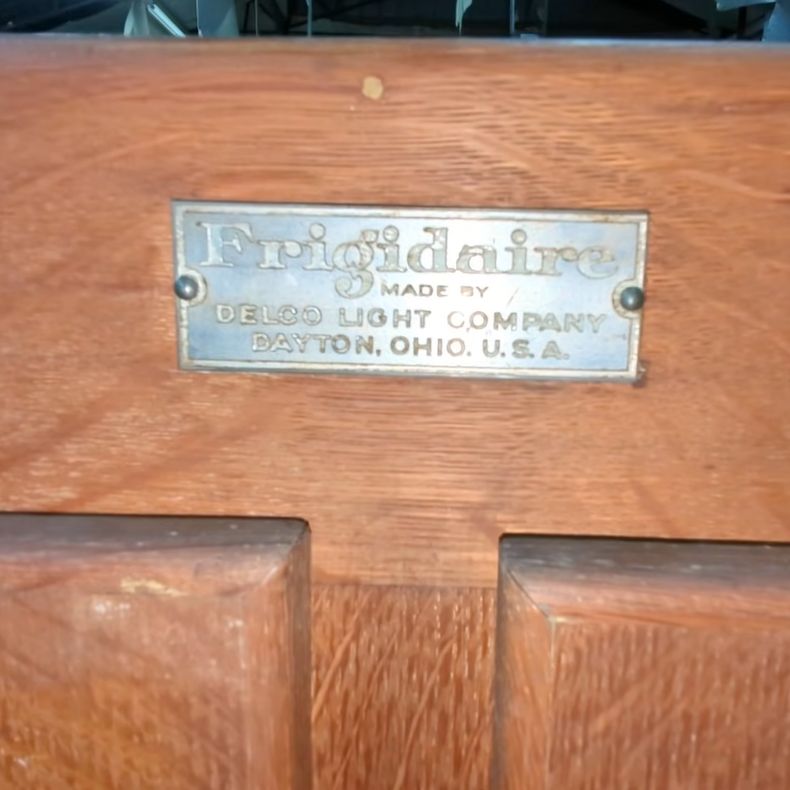 Frigidaire
MADE BY
DELCO LIGHT COMPANY
DAYTON, OHIO. U.S.A.